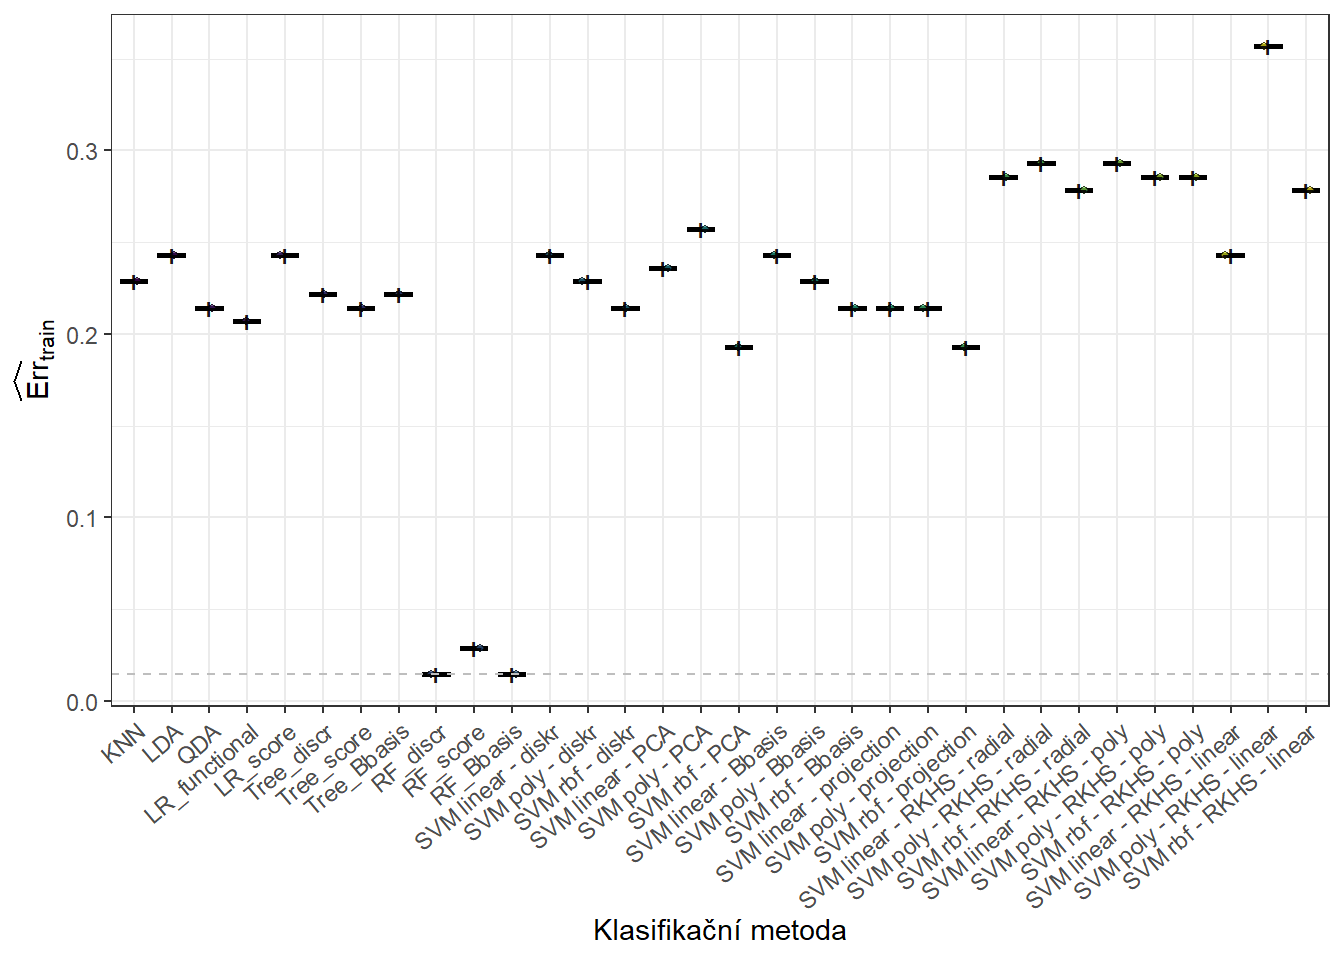 0.3
0.2
0.1
0.0
Err train
KNN
LDA
QDA
LR_functional
LR_score
Tree_discr
Tree_score
Tree_Bbasis
RF_discr
RF_score
RF_Bbasis
SVM linear - diskr
SVM poly - diskr
SVM rbf - diskr
SVM linear - PCA
SVM poly - PCA
SVM rbf - PCA
SVM linear - Bbasis
SVM poly - Bbasis
SVM rbf - Bbasis
SVM linear - projection
SVM poly - projection
SVM rbf - projection
SVM linear - RKHS - radial
SVM poly - RKHS - radial
SVM rbf - RKHS - radial
SVM linear - RKHS - poly
SVM poly - RKHS - poly
SVM rbf - RKHS - poly
SVM linear - RKHS - linear
SVM poly - RKHS - linear
SVM rbf - RKHS - linear
Klasifikační metoda